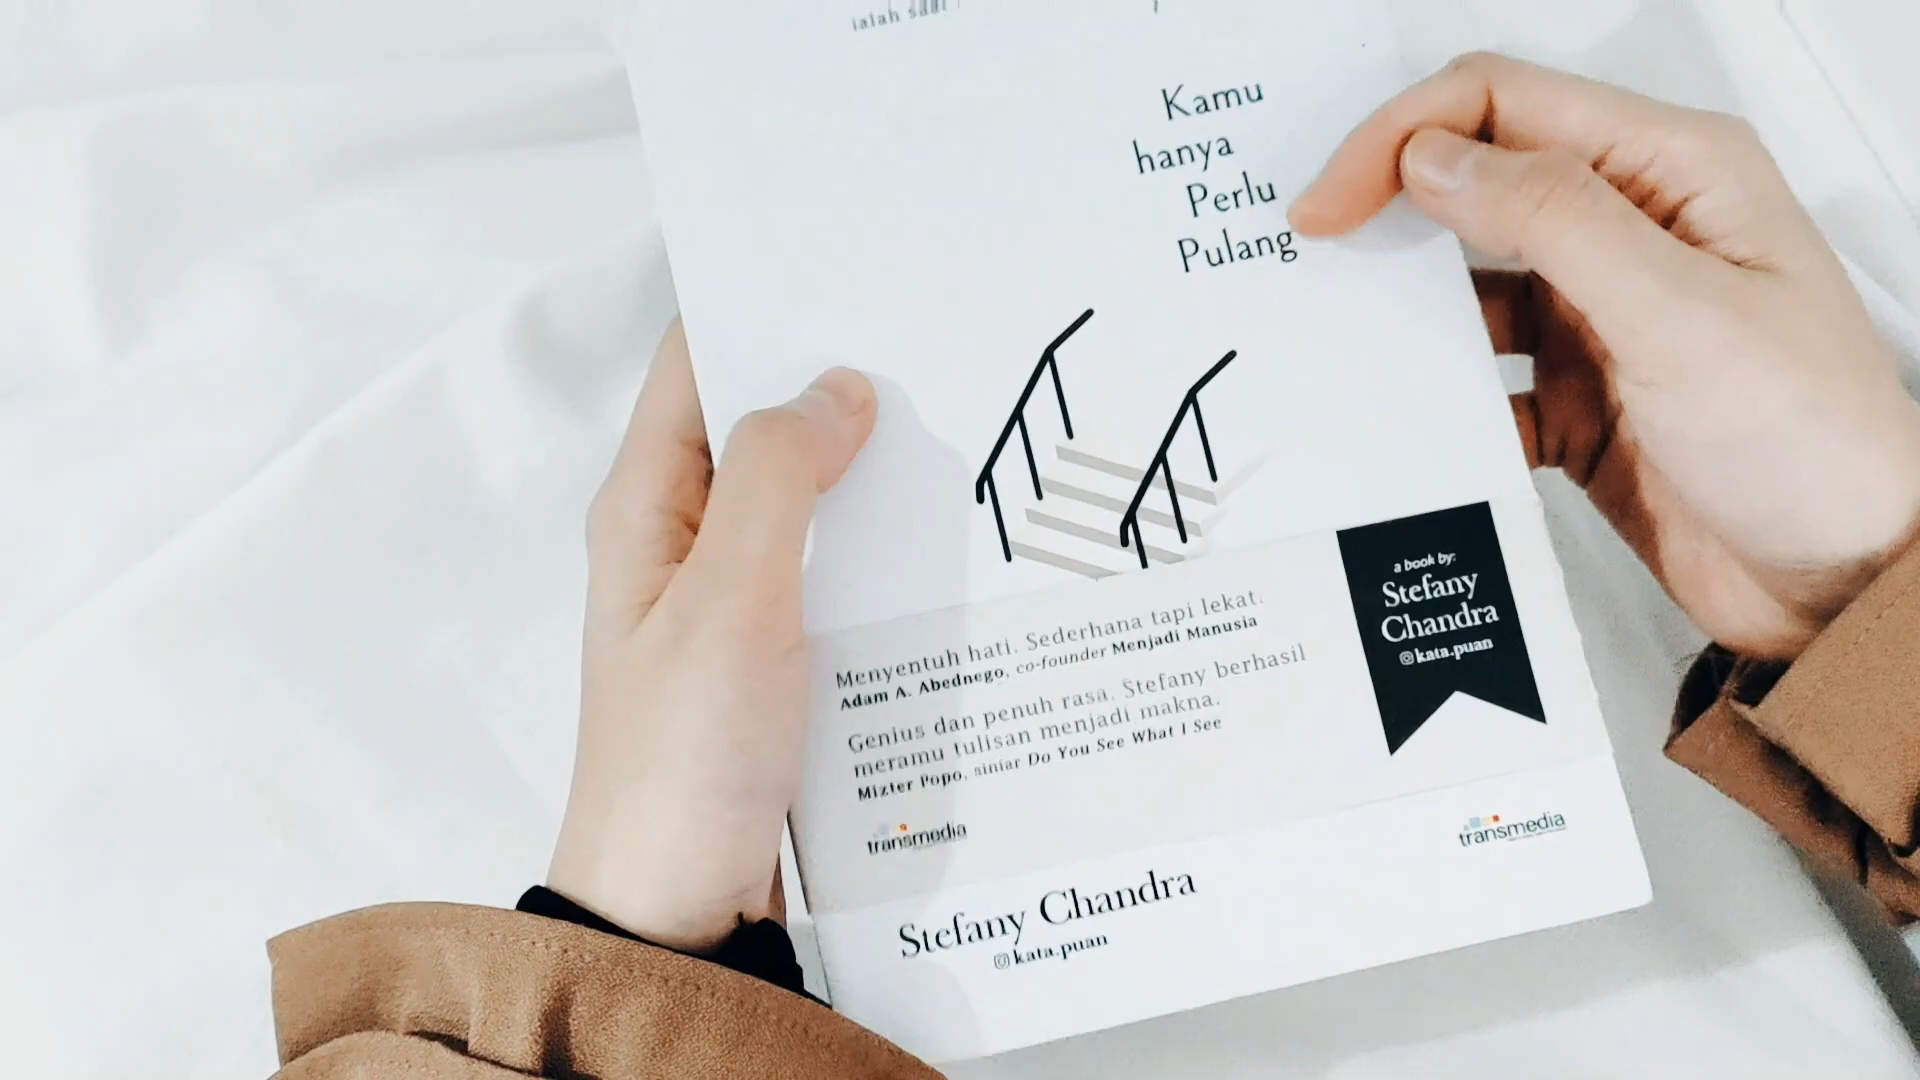 ialah saat
Kamu
hanya
Perlu
Pulang
a book by:
Stefany
Chandra
@kata.puan
Menyentuh hati. Sederhana tapi lekat.
Adam A. Abednego, co-founder Menjadi Manusia
Genius dan penuh rasa. Stefany berhasil
meramu tulisan menjadi makna.
Mizter Popo, siniar Do You See What I See
transmedia
transmedia
Stefany Chandra
@kata.puan